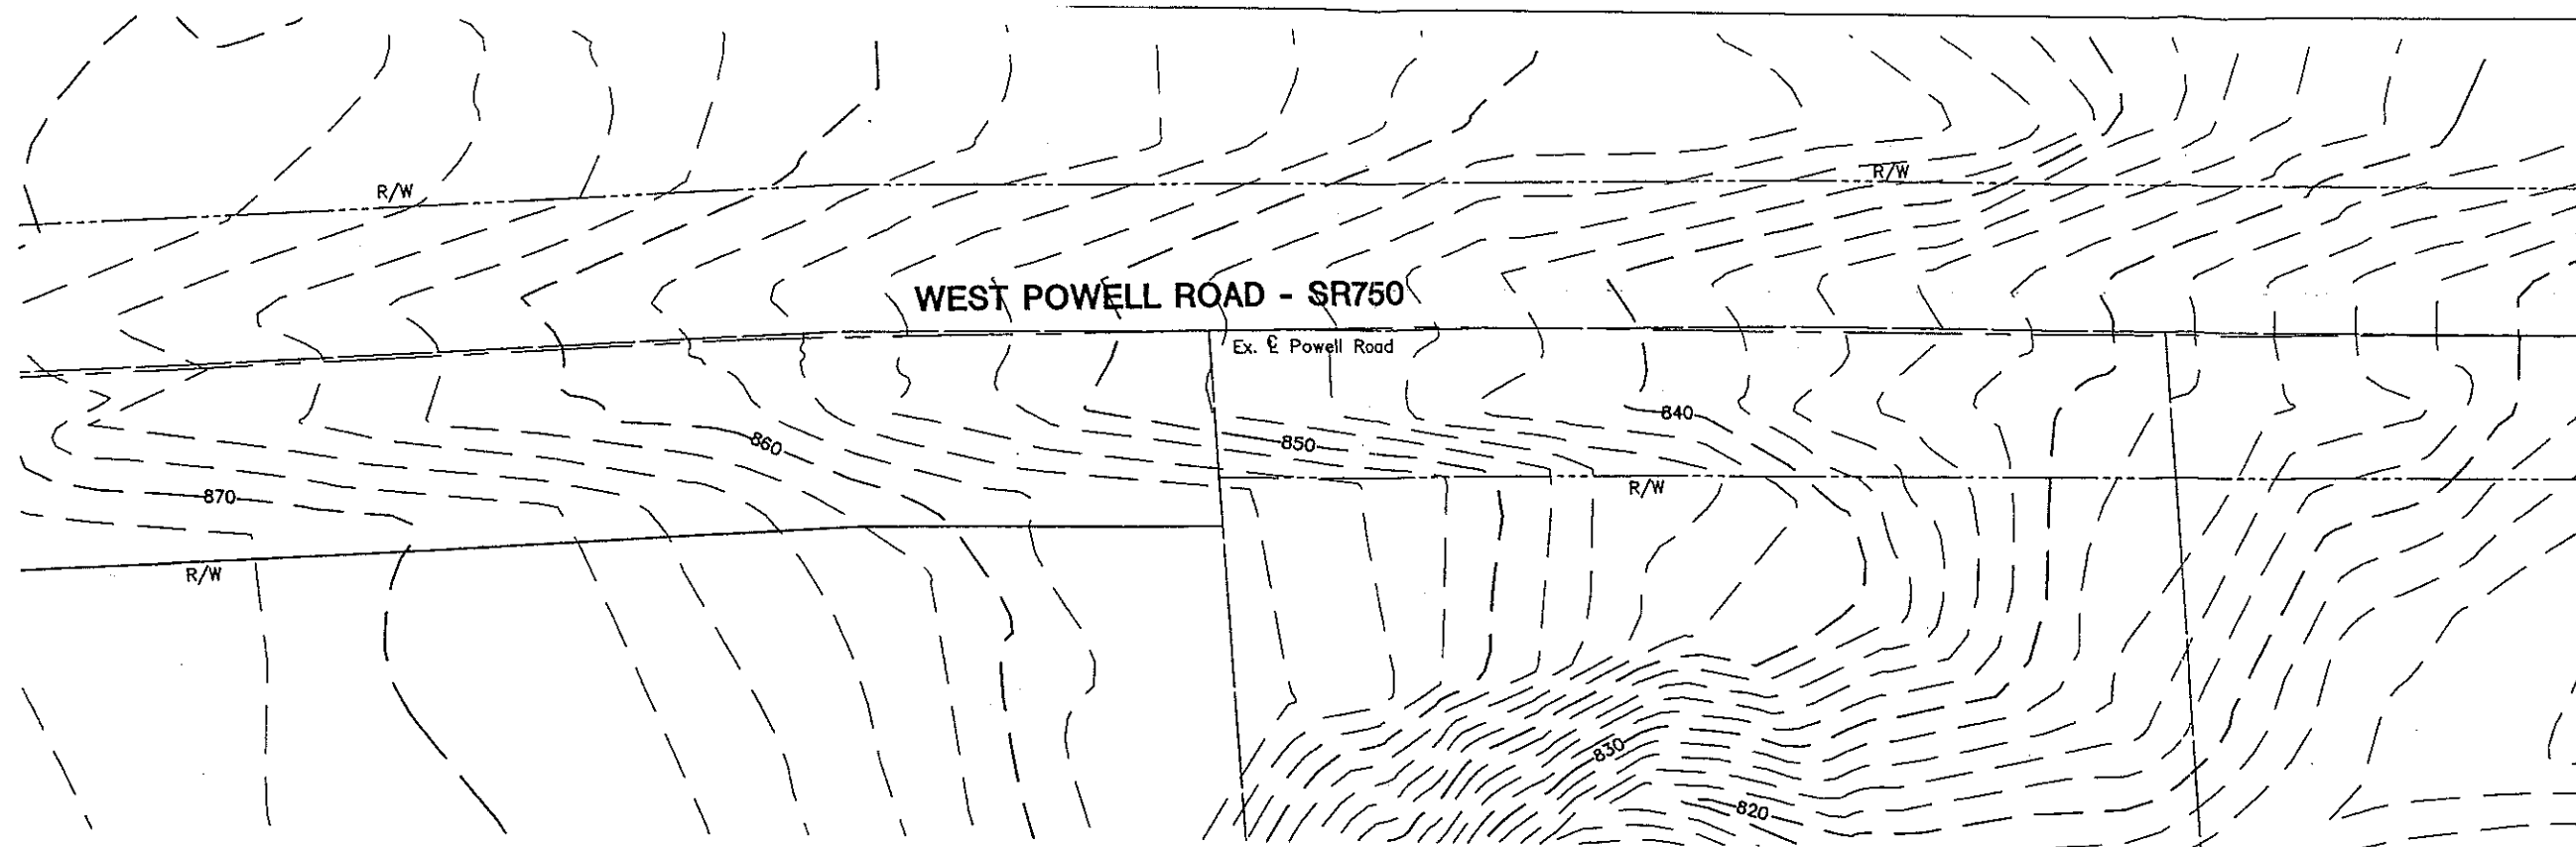 R/W
R/W
WEST POWELL ROAD - SR750
Ex. ℄ Powell Road
840
860
850
870
R/W
R/W
830
820